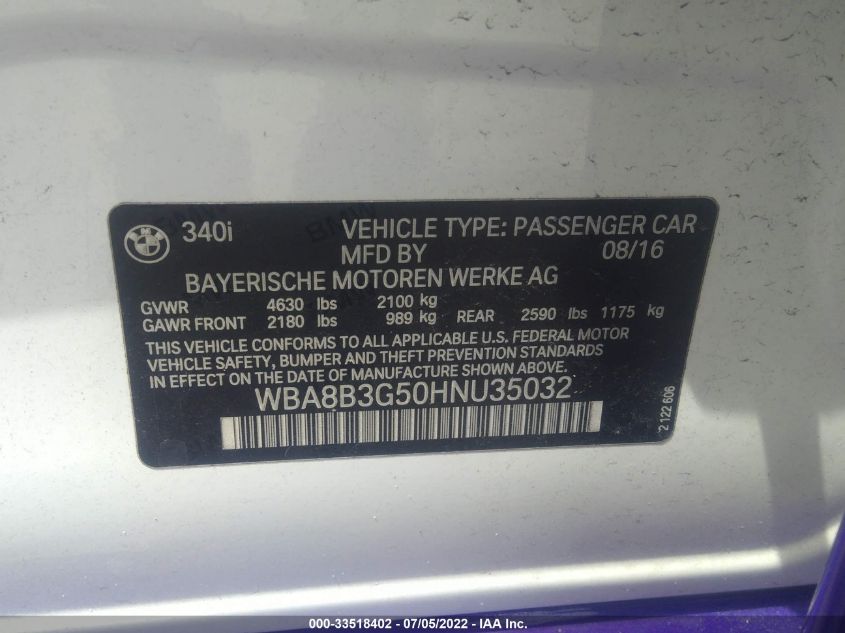 340i VEHICLE TYPE: PASSENGER CAR
MFD BY 08/16
BAYERISCHE MOTOREN WERKE AG
GVWR 4630 lbs 2100 kg
GAWR FRONT 2180 lbs 989 kg REAR 2590 lbs 1175 kg
THIS VEHICLE CONFORMS TO ALL APPLICABLE U.S. FEDERAL MOTOR
VEHICLE SAFETY, BUMPER AND THEFT PREVENTION STANDARDS
IN EFFECT ON DATE OF MANUFACTURE SHOWN ABOVE.
WBA8B3G50HNU35032
2 122 606
000-33518402 - 07/05/2022 - IAA Inc.